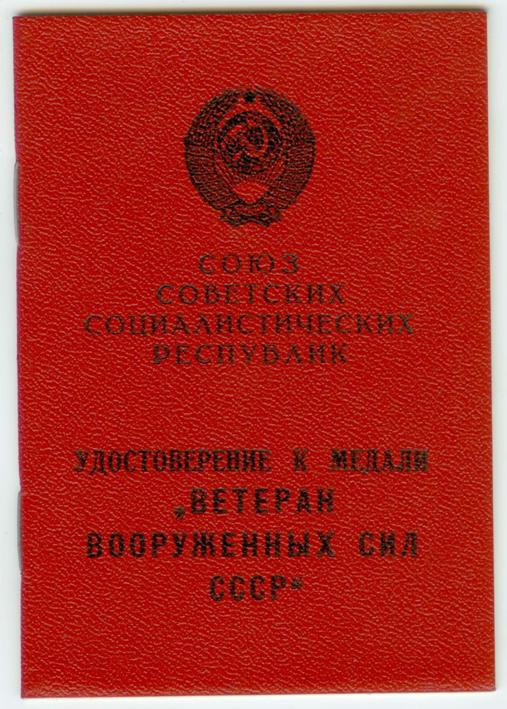 СОЮЗ
СОВЕТСКИХ
СОЦИАЛИСТИЧЕСКИХ
РЕСПУБЛИК
УДОСТОВЕРЕНИЕ К МЕДАЛИ
„ВЕТЕРАН
ВООРУЖЕННЫХ СИЛ
СССР“